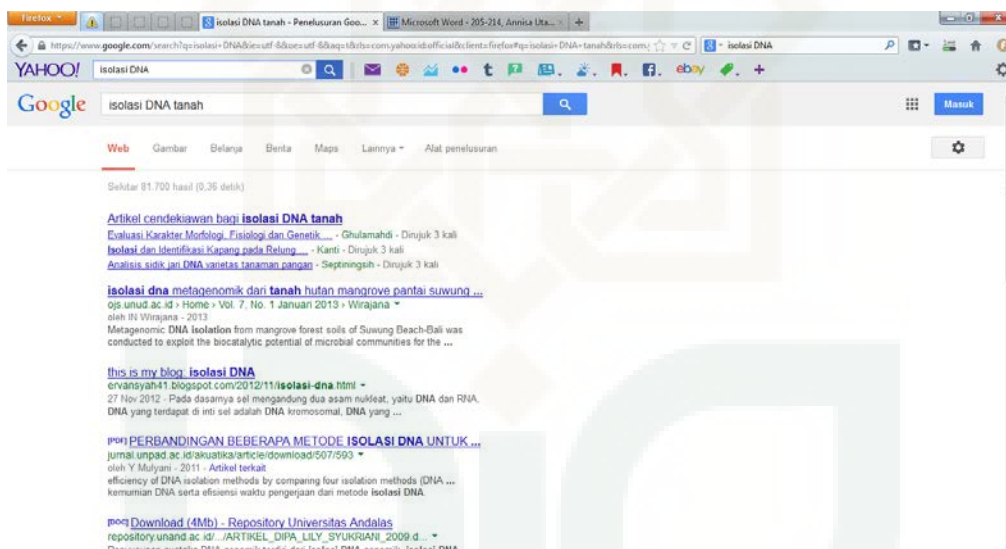 Firefox
isolasi DNA tanah - Penelusuran Goo... × Microsoft Word - 205-214, Annisa Uta... × +
https://www.google.com/search?q=isolasi+DNA&ie=utf-8&oe=utf-8&aq=t&rls=com.yahoo:id:official&client=firefox#q=isolasi+DNA+tanah&rls=com isolasi DNA
YAHOO! isolasi DNA ebay
Google isolasi DNA tanah Masuk
Web Gambar Belanja Berita Maps Lainnya Alat penelusuran
Sekitar 81.700 hasil (0,36 detik)
Artikel cendekiawan bagi isolasi DNA tanah
Evaluasi Karakter Morfologi, Fisiologi dan Genetik ... - Ghulamahdi - Dirujuk 3 kali
Isolasi dan Identifikasi Kapang pada Relung ... - Kanti - Dirujuk 3 kali
Analisis sidik jari DNA varietas tanaman pangan - Septiningsih - Dirujuk 3 kali
isolasi dna metagenomik dari tanah hutan mangrove pantai suwung ...
ojs.unud.ac.id › Home › Vol. 7, No. 1 Januari 2013 › Wirajana
oleh IN Wirajana - 2013
Metagenomic DNA isolation from mangrove forest soils of Suwung Beach-Bali was
conducted to exploit the biocatalytic potential of microbial communities for the ...
this is my blog: isolasi DNA
ervansyah41.blogspot.com/2012/11/isolasi-dna.html
27 Nov 2012 - Pada dasarnya sel mengandung dua asam nukleat, yaitu DNA dan RNA.
DNA yang terdapat di inti sel adalah DNA kromosomal, DNA yang ...
[PDF] PERBANDINGAN BEBERAPA METODE ISOLASI DNA UNTUK ...
jurnal.unpad.ac.id/akuatika/article/download/507/593
oleh Y Mulyani - 2011 - Artikel terkait
efficiency of DNA isolation methods by comparing four isolation methods (DNA ...
kemurnian DNA serta efisiensi waktu pengerjaan dari metode isolasi DNA.
[DOC] Download (4Mb) - Repository Universitas Andalas
repository.unand.ac.id/.../ARTIKEL_DIPA_LILY_SYUKRIANI_2009.d...